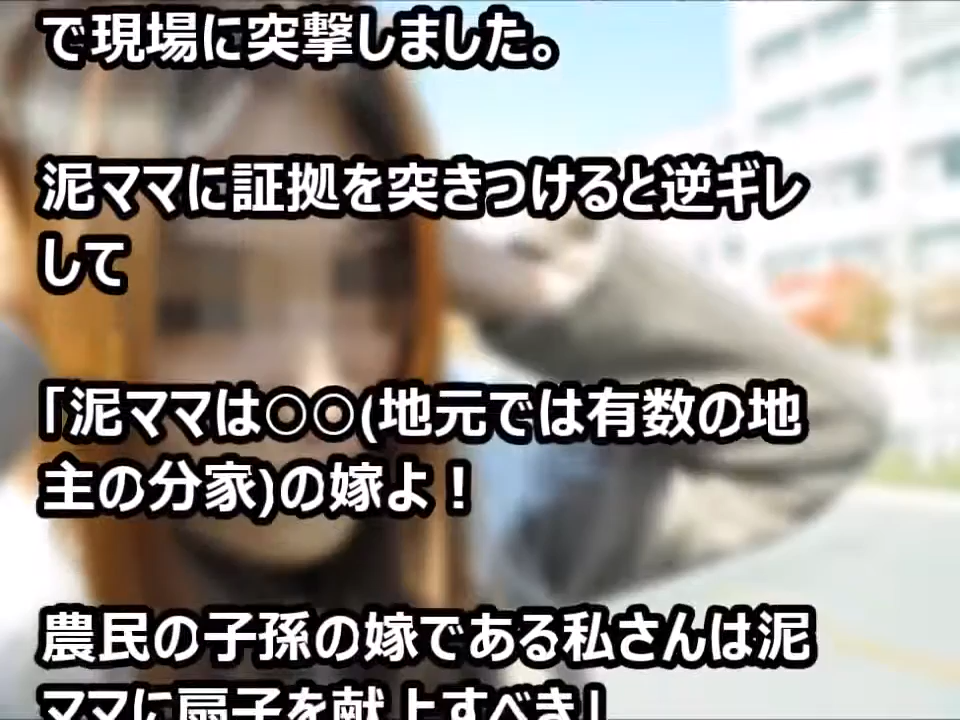 で現場に突撃しました。
泥ママに証拠を突きつけると逆ギレ
して
「泥ママは○○(地元では有数の地
主の分家)の嫁よ！
農民の子孫の嫁である私さんは泥
ママに扇子を献上すべき」